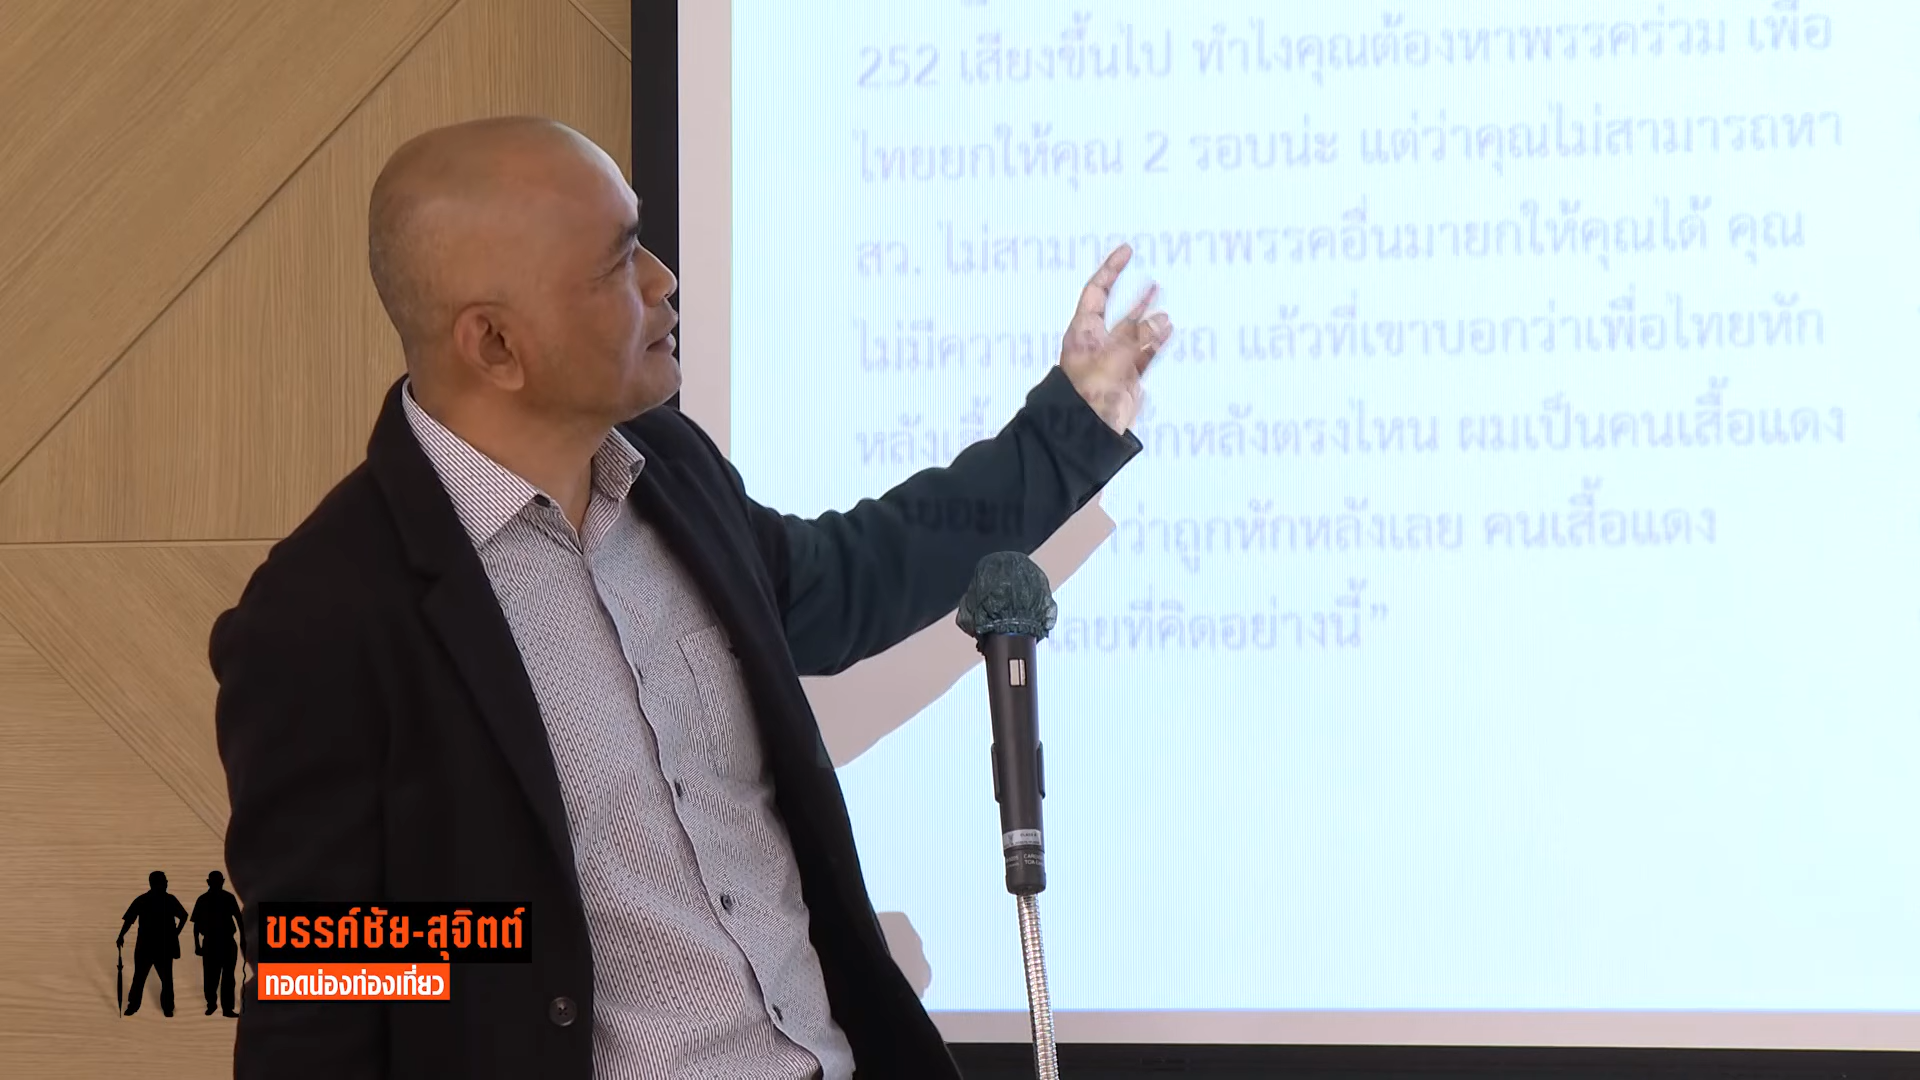 252 เสียงขึ้นไป ทำไงคุณต้องหาพรรคร่วม เพื่อ
ไทยยกให้คุณ 2 รอบน่ะ แต่ว่าคุณไม่สามารถหา
สว. ไม่สามารถหาพรรคอื่นมายกให้คุณได้ คุณ
ไม่มีความ รถ แล้วที่เขาบอกว่าเพื่อไทยหัก
หลังเสื้อ หักหลังตรงไหน ผมเป็นคนเสื้อแดง
ว่าถูกหักหลังเลย คนเสื้อแดง
เลยที่คิดอย่างนี้”
ขรรค์ชัย-สุจิตต์
ทอดน่องท่องเที่ยว